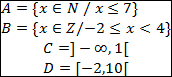 A = {x ∈ N / x ≤ 7}
B = {x ∈ Z/−2 ≤ x < 4}
C =] − ∞, 1[
D = [−2,10[